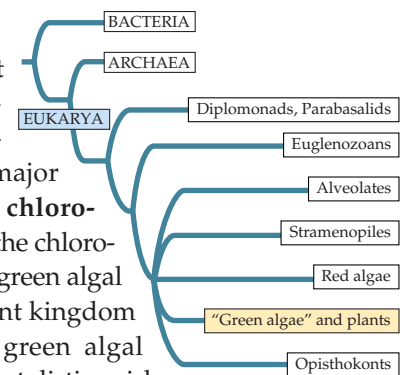 BACTERIA
ARCHAEA
EUKARYA
Diplomonads, Parabasalids
Euglenozoans
Alveolates
Stramenopiles
Red algae
“Green algae” and plants
Opisthokonts
t
major
chloro-
the chloro-
green algal
nt kingdom
green algal